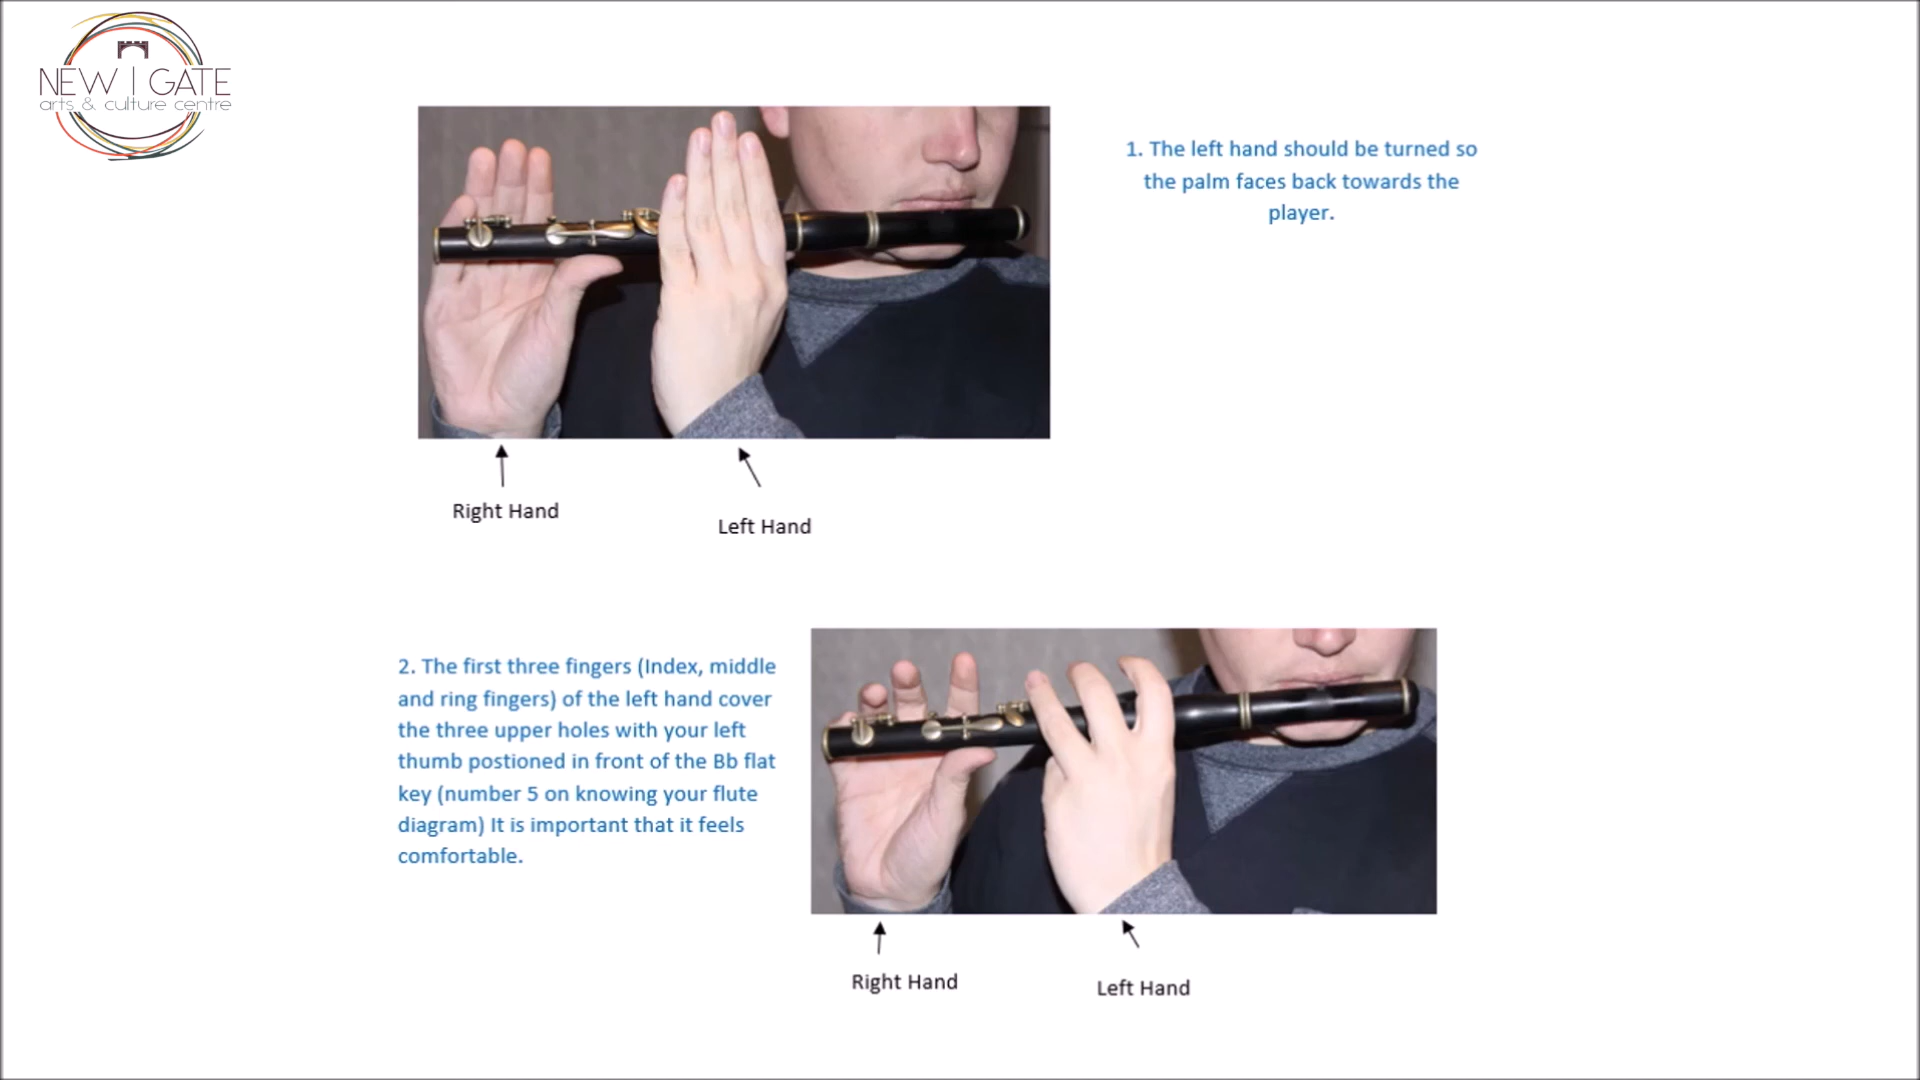 NEW | GATE
arts & culture centre
1. The left hand should be turned so
the palm faces back towards the
player.
Right Hand
Left Hand
2. The first three fingers (Index, middle
and ring fingers) of the left hand cover
the three upper holes with your left
thumb postioned in front of the Bb flat
key (number 5 on knowing your flute
diagram) It is important that it feels
comfortable.
Right Hand
Left Hand